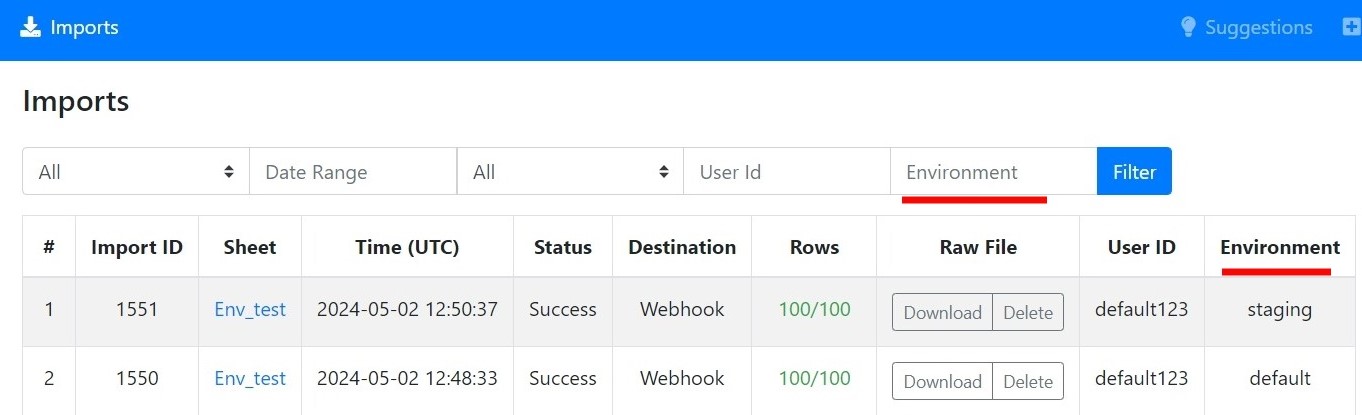 Imports Suggestions
Imports
All Date Range All User Id Environment Filter
# Import ID Sheet Time (UTC) Status Destination Rows Raw File User ID Environment
1 1551 Env_test 2024-05-02 12:50:37 Success Webhook 100/100 Download Delete default123 staging
2 1550 Env_test 2024-05-02 12:48:33 Success Webhook 100/100 Download Delete default123 default